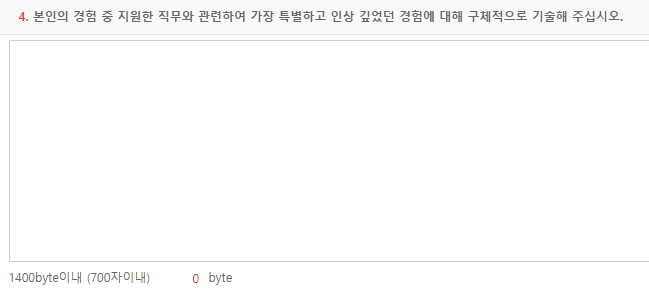 4. 본인의 경험 중 지원한 직무와 관련하여 가장 특별하고 인상 깊었던 경험에 대해 구체적으로 기술해 주십시오.
1400byte이내 (700자이내) 0 byte